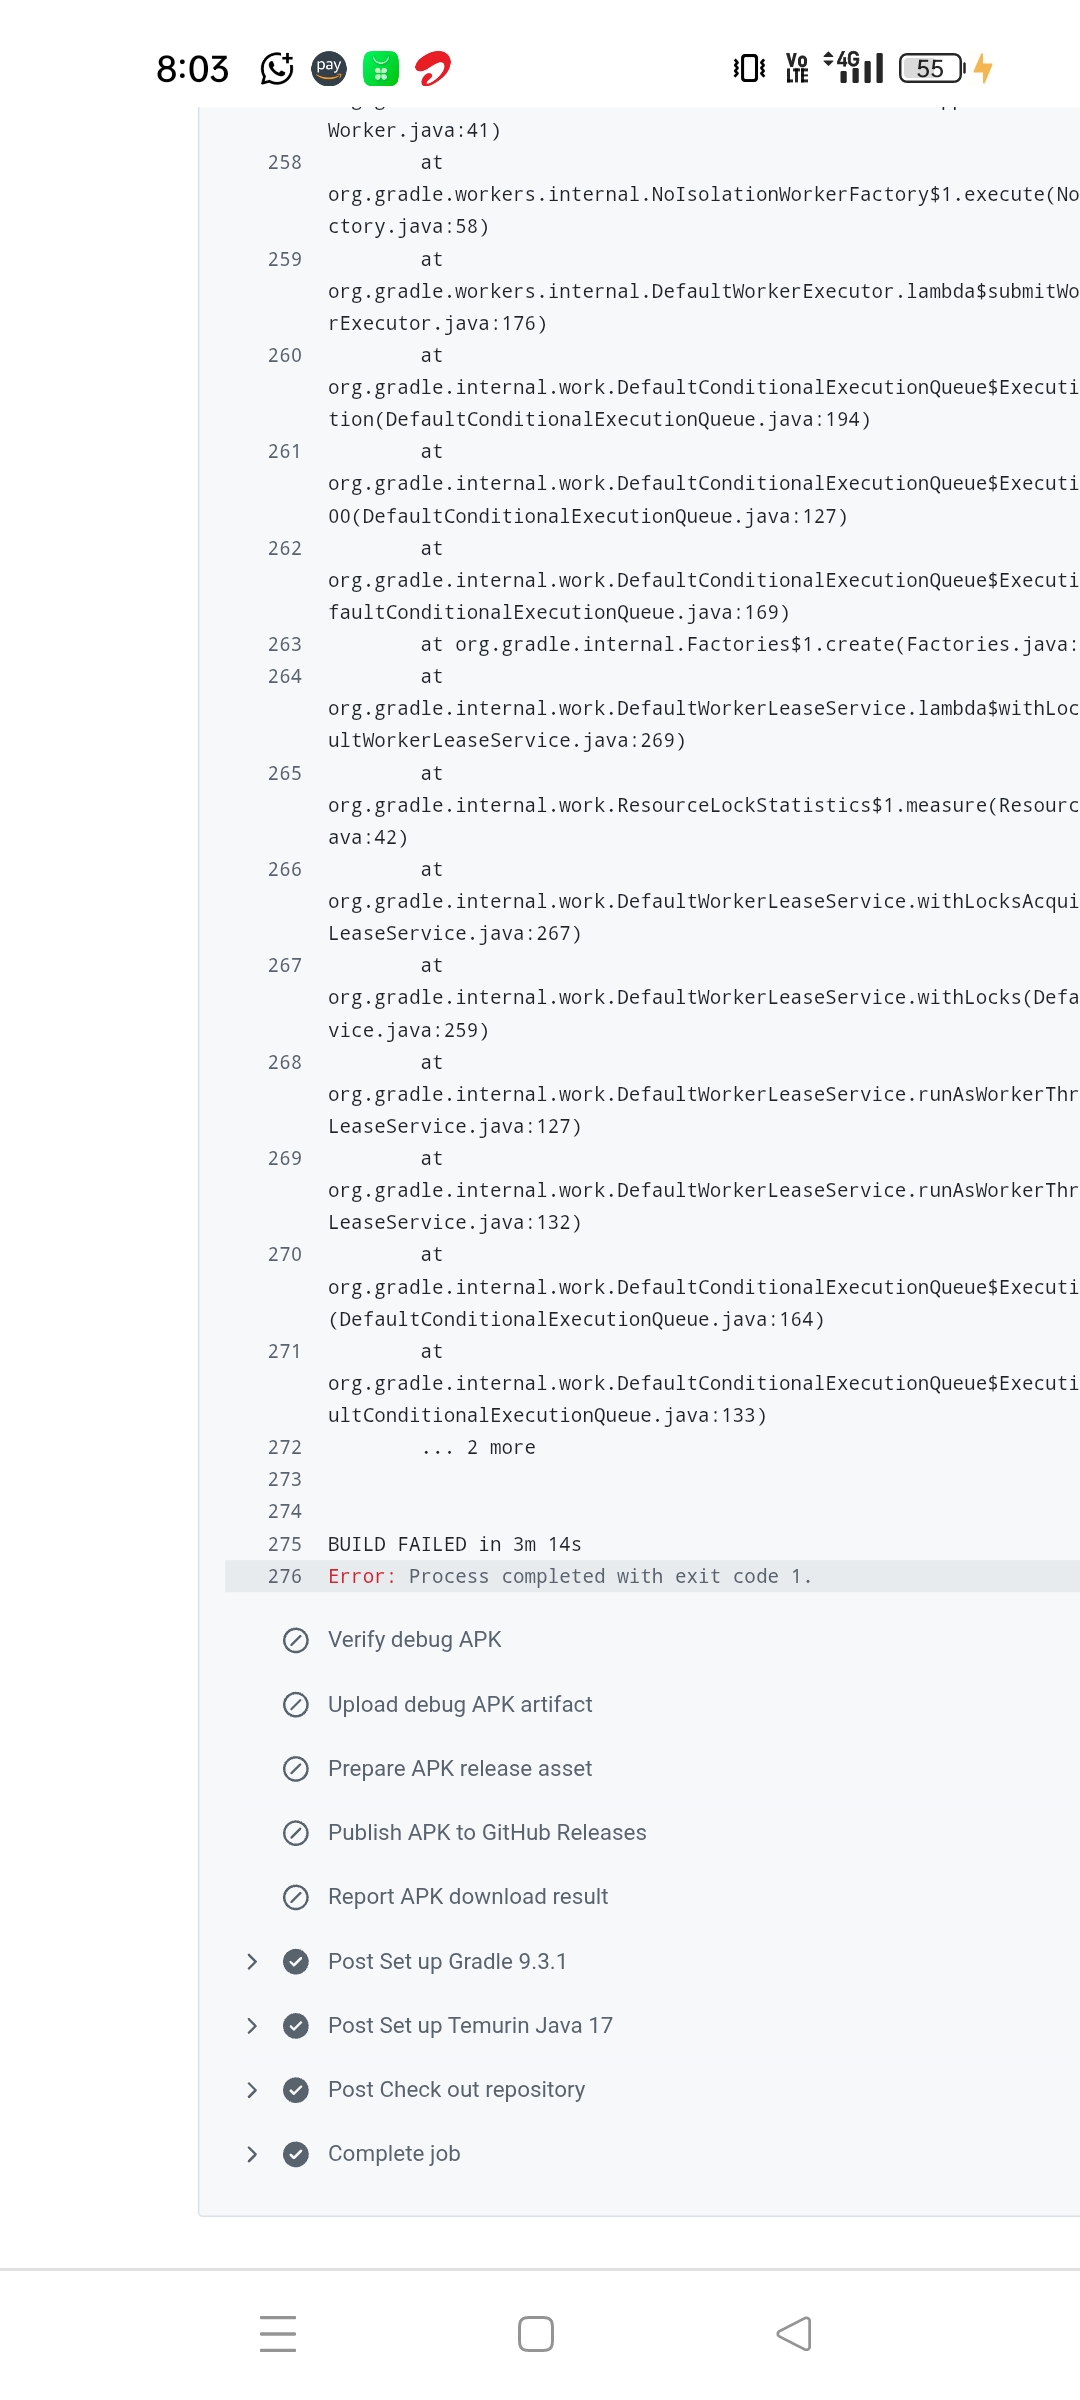 8:03
pay
Vo
LTE
4G
55
Worker.java:41)
258 at
org.gradle.workers.internal.NoIsolationWorkerFactory$1.execute(No
ctory.java:58)
259 at
org.gradle.workers.internal.DefaultWorkerExecutor.lambda$submitWo
rExecutor.java:176)
260 at
org.gradle.internal.work.DefaultConditionalExecutionQueue$Executi
tion(DefaultConditionalExecutionQueue.java:194)
261 at
org.gradle.internal.work.DefaultConditionalExecutionQueue$Executi
00(DefaultConditionalExecutionQueue.java:127)
262 at
org.gradle.internal.work.DefaultConditionalExecutionQueue$Executi
faultConditionalExecutionQueue.java:169)
263 at org.gradle.internal.Factories$1.create(Factories.java:
264 at
org.gradle.internal.work.DefaultWorkerLeaseService.lambda$withLoc
ultWorkerLeaseService.java:269)
265 at
org.gradle.internal.work.ResourceLockStatistics$1.measure(Resourc
ava:42)
266 at
org.gradle.internal.work.DefaultWorkerLeaseService.withLocksAcqui
LeaseService.java:267)
267 at
org.gradle.internal.work.DefaultWorkerLeaseService.withLocks(Defa
vice.java:259)
268 at
org.gradle.internal.work.DefaultWorkerLeaseService.runAsWorkerThr
LeaseService.java:127)
269 at
org.gradle.internal.work.DefaultWorkerLeaseService.runAsWorkerThr
LeaseService.java:132)
270 at
org.gradle.internal.work.DefaultConditionalExecutionQueue$Executi
(DefaultConditionalExecutionQueue.java:164)
271 at
org.gradle.internal.work.DefaultConditionalExecutionQueue$Executi
ultConditionalExecutionQueue.java:133)
272 ... 2 more
273
274
275 BUILD FAILED in 3m 14s
276 Error: Process completed with exit code 1.
Verify debug APK
Upload debug APK artifact
Prepare APK release asset
Publish APK to GitHub Releases
Report APK download result
Post Set up Gradle 9.3.1
Post Set up Temurin Java 17
Post Check out repository
Complete job